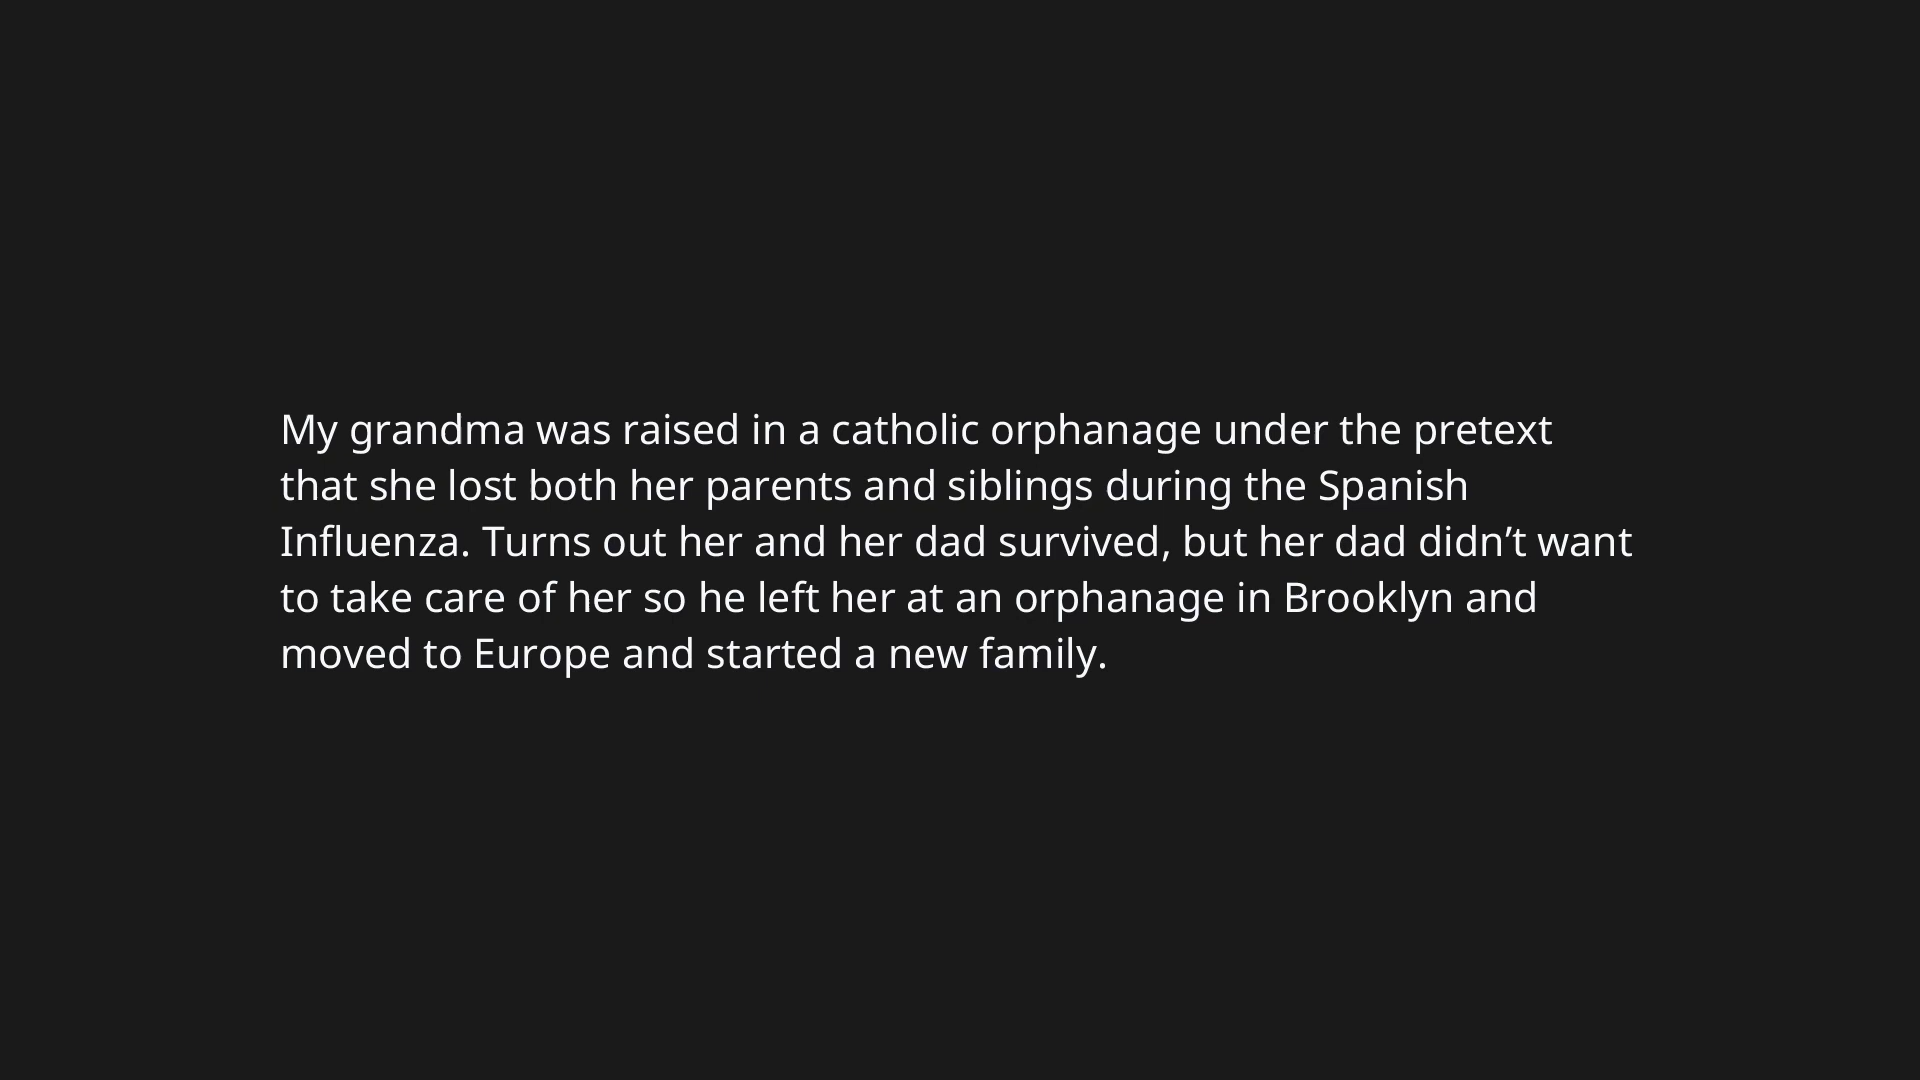 My grandma was raised in a catholic orphanage under the pretext
that she lost both her parents and siblings during the Spanish
Influenza. Turns out her and her dad survived, but her dad didn’t want
to take care of her so he left her at an orphanage in Brooklyn and
moved to Europe and started a new family.